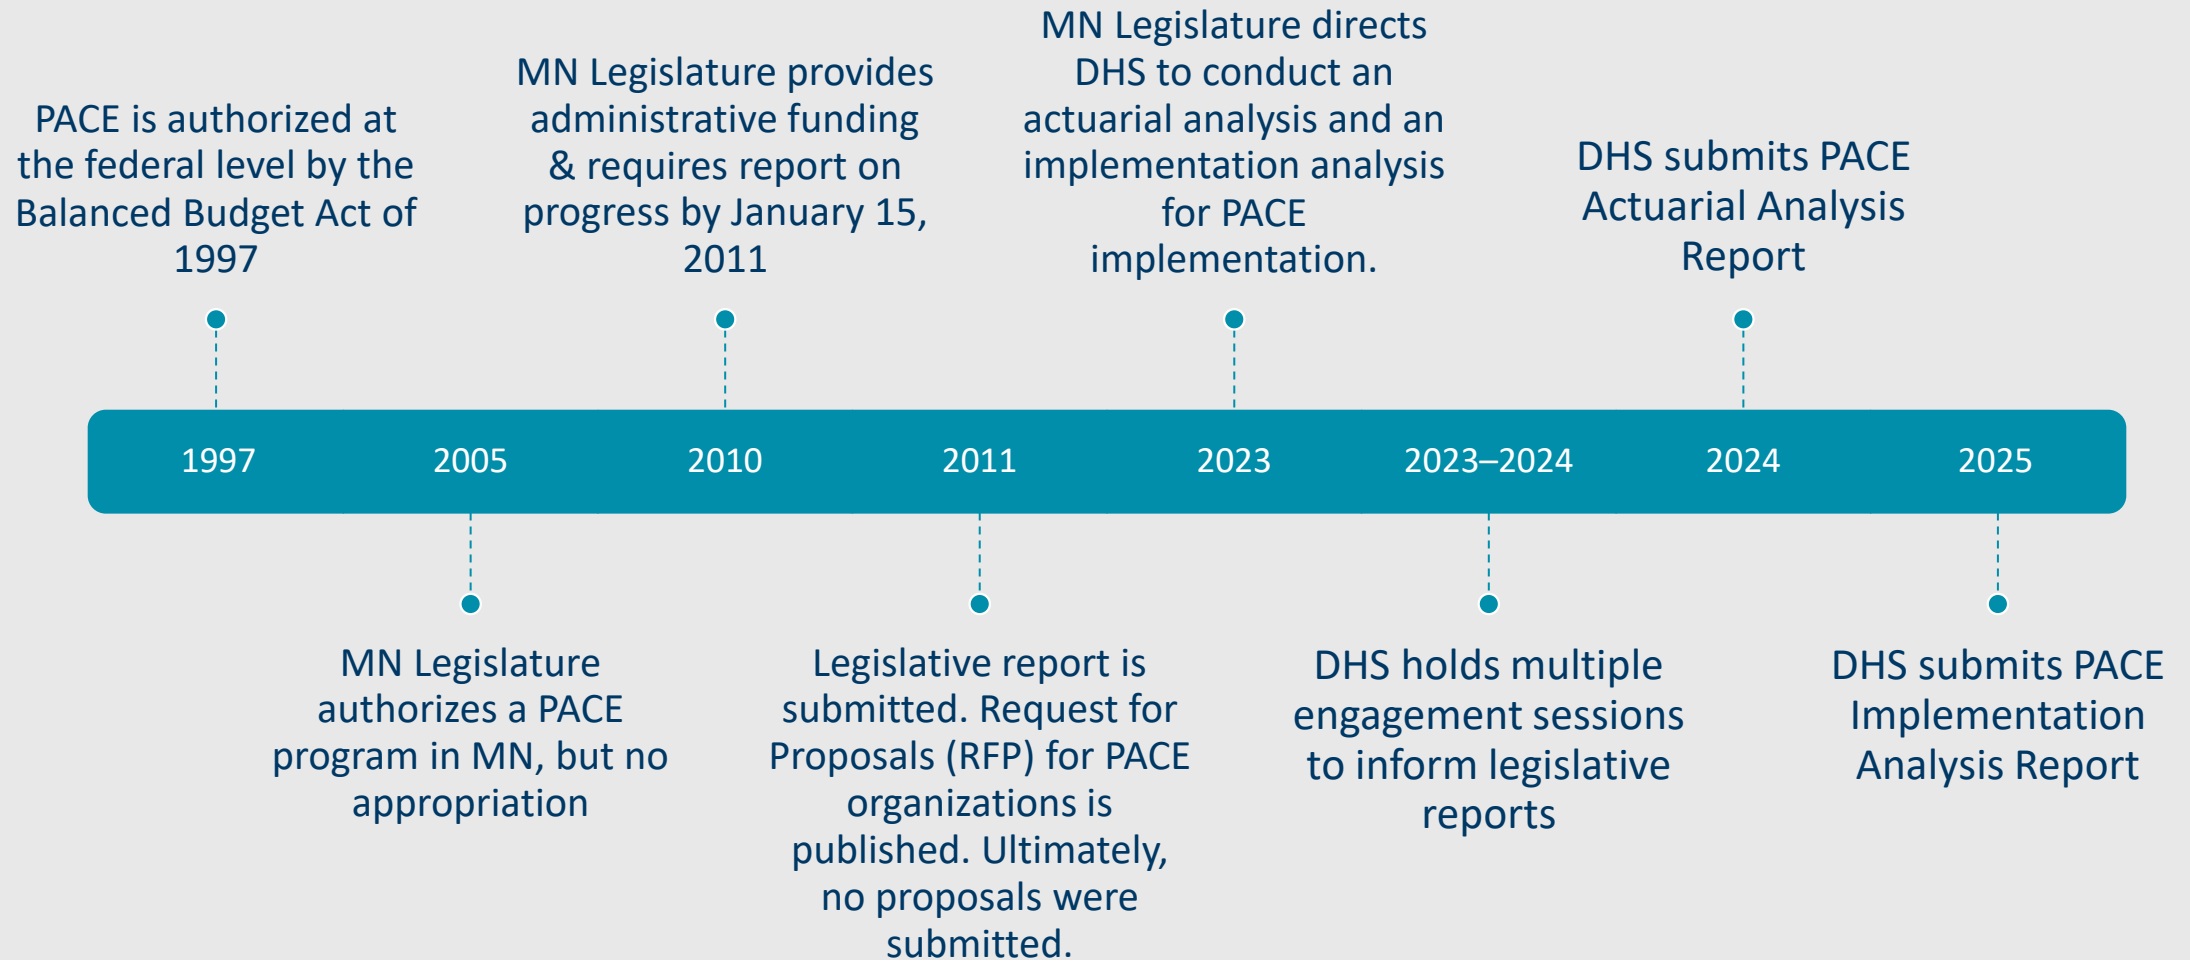 PACE is authorized at
the federal level by the
Balanced Budget Act of
1997
MN Legislature provides
administrative funding
& requires report on
progress by January 15,
2011
MN Legislature directs
DHS to conduct an
actuarial analysis and an
implementation analysis
for PACE
implementation.
DHS submits PACE
Actuarial Analysis
Report
1997
2005
2010
2011
2023
2023–2024
2024
2025
MN Legislature
authorizes a PACE
program in MN, but no
appropriation
Legislative report is
submitted. Request for
Proposals (RFP) for PACE
organizations is
published. Ultimately,
no proposals were
submitted.
DHS holds multiple
engagement sessions
to inform legislative
reports
DHS submits PACE
Implementation
Analysis Report